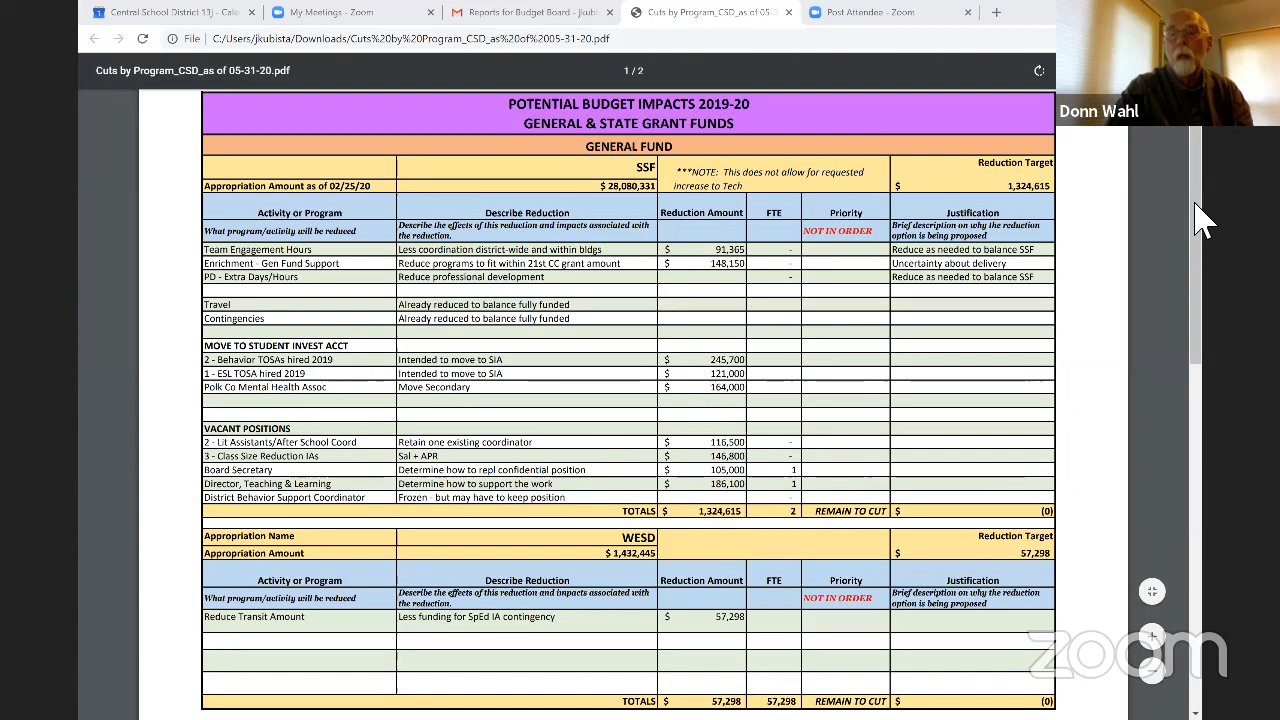 Central School District 13j - Cale
My Meetings - Zoom
Reports for Budget Board - jkubis
Cuts by Program_CSD_as of 05-3
Post Attendee - Zoom
File
C:/Users/jkubista/Downloads/Cuts%20by%20Program_CSD_as%20of%2005-31-20.pdf
Cuts by Program_CSD_as of 05-31-20.pdf
1 / 2
Donn Wahl
POTENTIAL BUDGET IMPACTS 2019-20
GENERAL & STATE GRANT FUNDS
GENERAL FUND
SSF ***NOTE: This does not allow for requested increase to Tech Reduction Target
Appropriation Amount as of 02/25/20 $ 28,080,331 $ 1,324,615
Activity or Program Describe Reduction Reduction Amount FTE Priority Justification
What program/activity will be reduced Describe the effects of this reduction and impacts associated with the reduction. NOT IN ORDER Brief description on why the reduction option is being proposed
Team Engagement Hours Less coordination district-wide and within bldgs $ 91,365 - Reduce as needed to balance SSF
Enrichment - Gen Fund Support Reduce programs to fit within 21st CC grant amount $ 148,150 - Uncertainty about delivery
PD - Extra Days/Hours Reduce professional development - Reduce as needed to balance SSF
Travel Already reduced to balance fully funded
Contingencies Already reduced to balance fully funded
MOVE TO STUDENT INVEST ACCT
2 - Behavior TOSAs hired 2019 Intended to move to SIA $ 245,700
1 - ESL TOSA hired 2019 Intended to move to SIA $ 121,000
Polk Co Mental Health Assoc Move Secondary $ 164,000
VACANT POSITIONS
2 - Lit Assistants/After School Coord Retain one existing coordinator $ 116,500 -
3 - Class Size Reduction IAs Sal + APR $ 146,800 -
Board Secretary Determine how to repl confidential position $ 105,000 1
Director, Teaching & Learning Determine how to support the work $ 186,100 1
District Behavior Support Coordinator Frozen - but may have to keep position -
TOTALS $ 1,324,615 2 REMAIN TO CUT $ (0)
Appropriation Name WESD Reduction Target
Appropriation Amount $ 1,432,445 $ 57,298
Activity or Program Describe Reduction Reduction Amount FTE Priority Justification
What program/activity will be reduced Describe the effects of this reduction and impacts associated with the reduction. NOT IN ORDER Brief description on why the reduction option is being proposed
Reduce Transit Amount Less funding for SpEd IA contingency $ 57,298
TOTALS $ 57,298 57,298 REMAIN TO CUT $ (0)
zoom